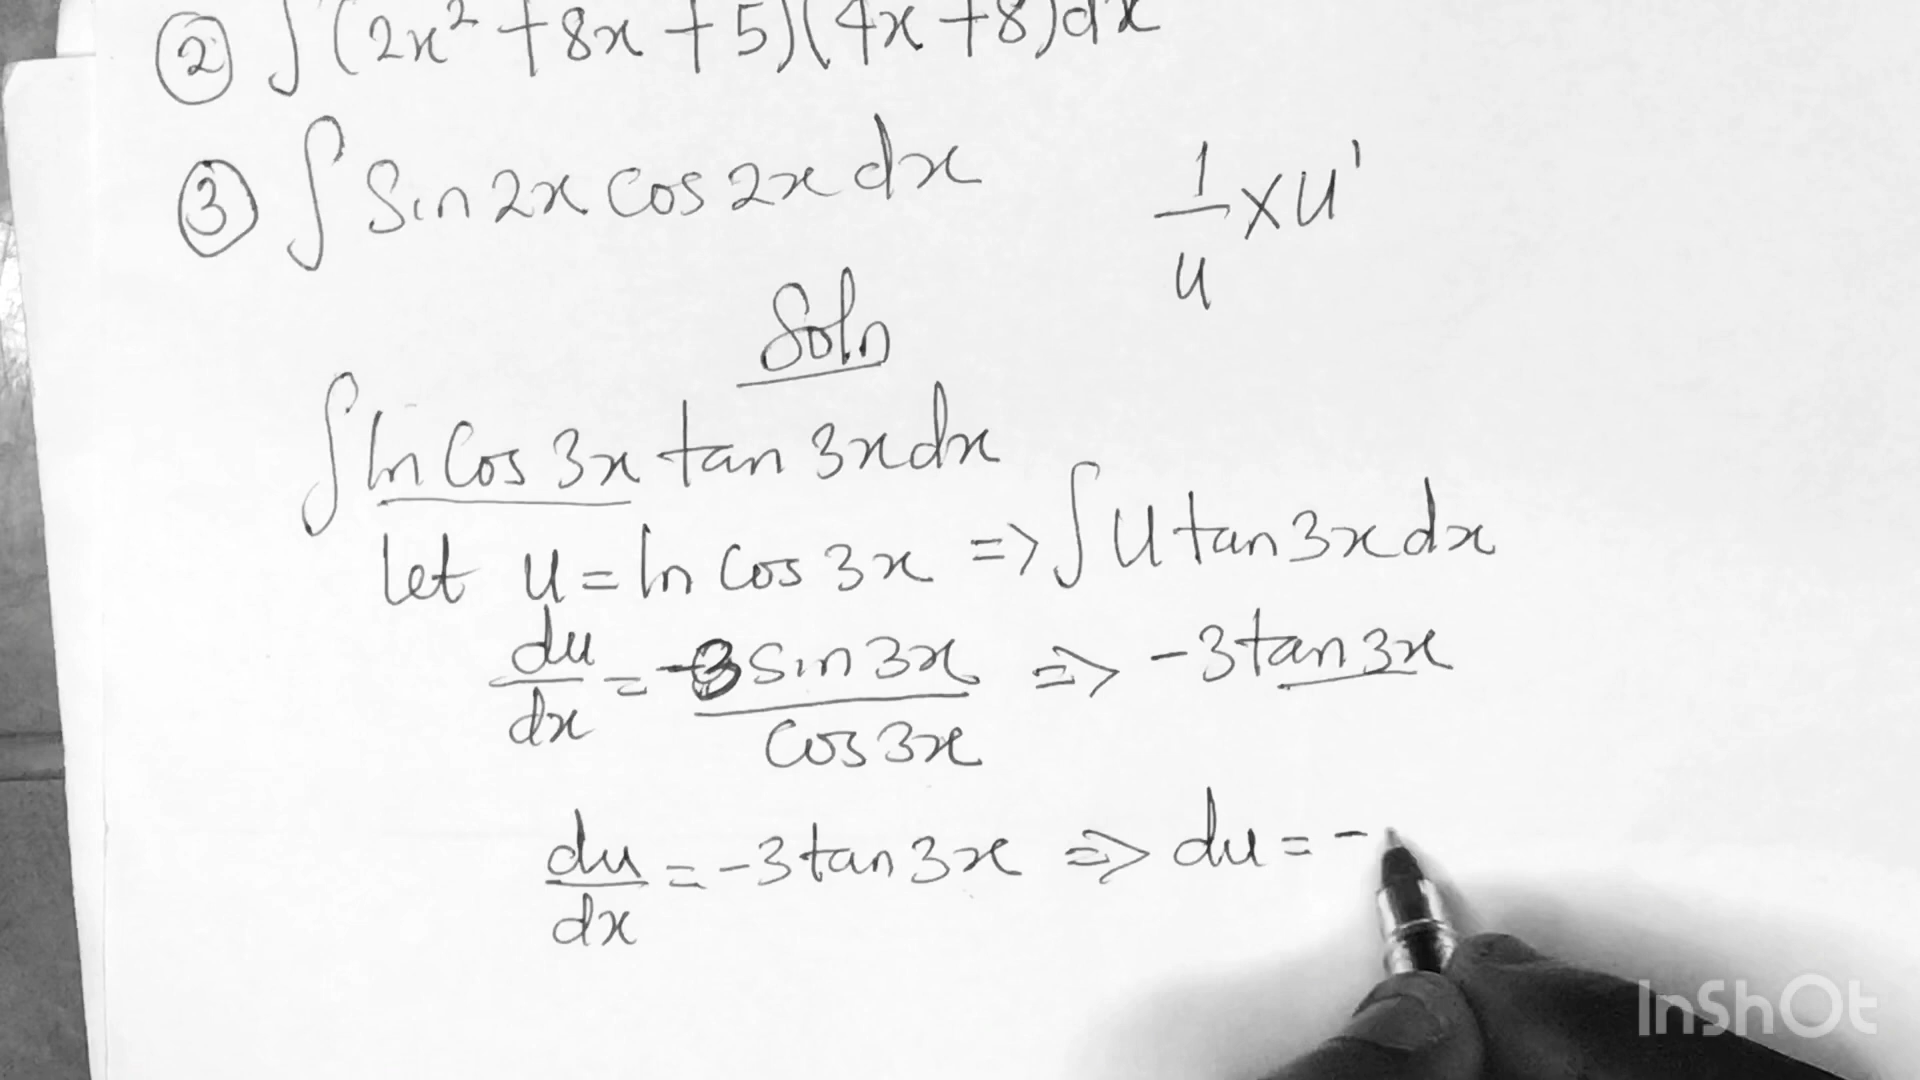 ② ∫(2x² + 8x + 5)(4x + 8)dx
③ ∫ Sin 2x cos 2x dx
1/u × u'
Soln
∫ ln Cos 3x tan 3x dx
let u = ln Cos 3x => ∫ u tan 3x dx
du/dx = -3 sin 3x / cos 3x => -3 tan 3x
du/dx = -3 tan 3x => du = -
InShOt